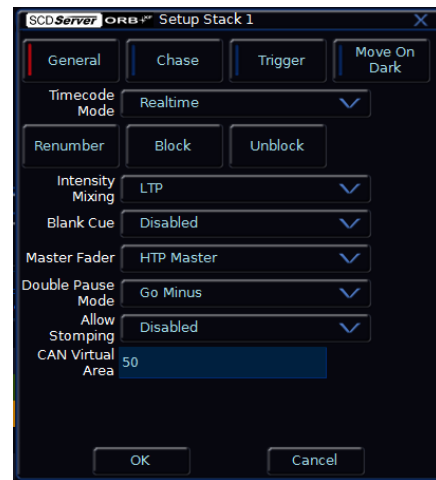 SCD Server ORB+XF Setup Stack 1 X
General Chase Trigger Move On Dark
Timecode Mode Realtime
Renumber Block Unblock
Intensity Mixing LTP
Blank Cue Disabled
Master Fader HTP Master
Double Pause Mode Go Minus
Allow Stomping Disabled
CAN Virtual Area 50
OK Cancel